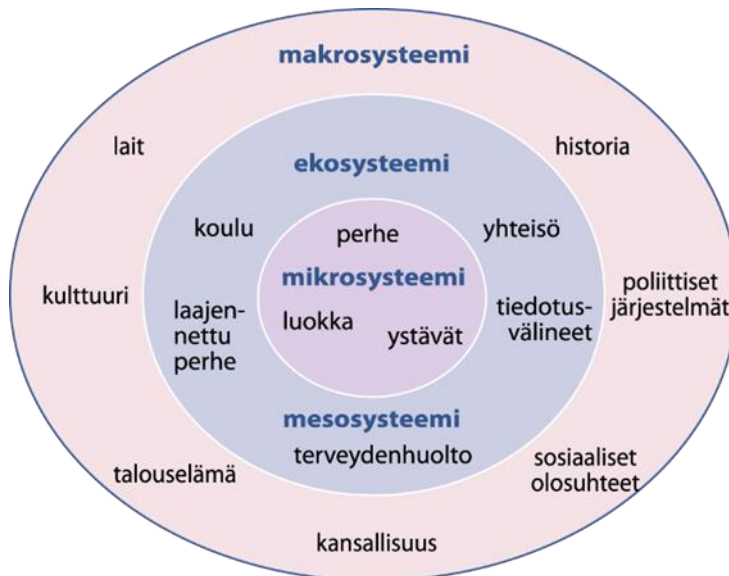 makrosysteemi
lait
historia
ekosysteemi
koulu
perhe
yhteisö
mikrosysteemi
kulttuuri
poliittiset
järjestelmät
laajen-
nettu
perhe
luokka
ystävät
tiedotus-
välineet
mesosysteemi
terveydenhuolto
talouselämä
sosiaaliset
olosuhteet
kansallisuus